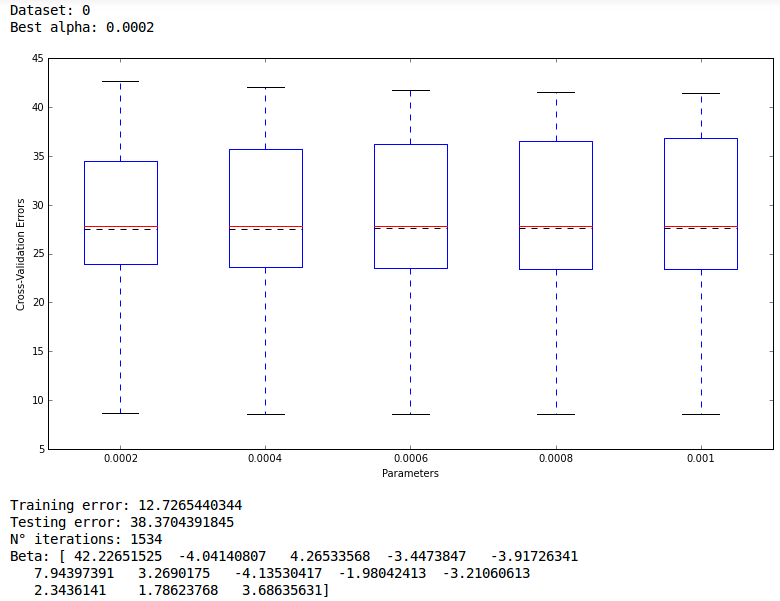 Dataset: 0
Best alpha: 0.0002
45
40
35
30
25
20
15
10
5
Cross-Validation Errors
0.0002 0.0004 0.0006 0.0008 0.001
Parameters
Training error: 12.7265440344
Testing error: 38.3704391845
N° iterations: 1534
Beta: [ 42.22651525 -4.04140807 4.26533568 -3.4473847 -3.91726341
7.94397391 3.2690175 -4.13530417 -1.98042413 -3.21060613
2.3436141 1.78623768 3.68635631]